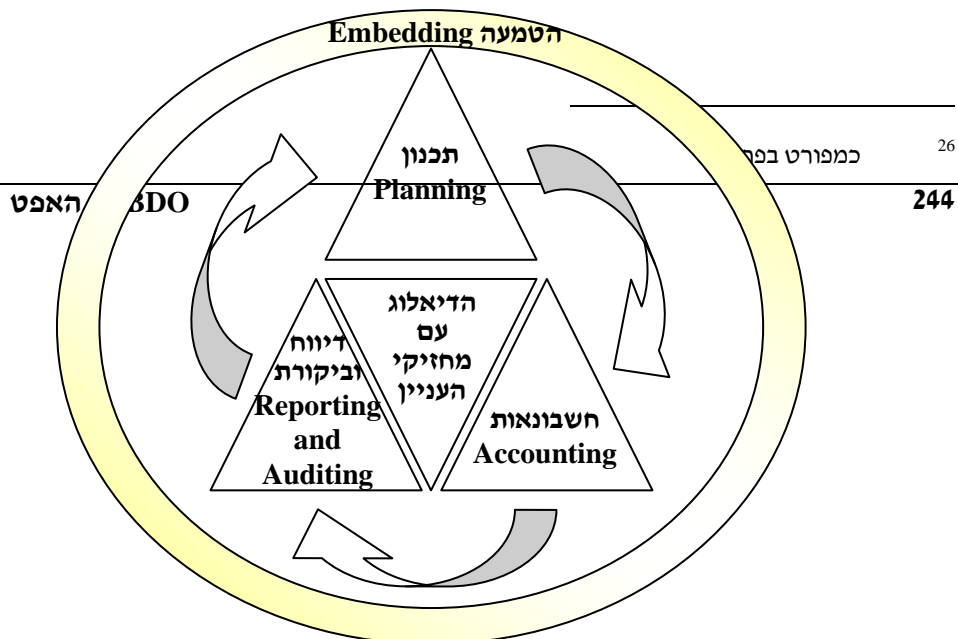 הטמעה Embedding
תכנון
Planning
26 כמפורט
244
BDO האפט
הדיאלוג
עם
מחזיקי
העניין
דיווח
וביקורת
Reporting
and
Auditing
חשבונאות
Accounting